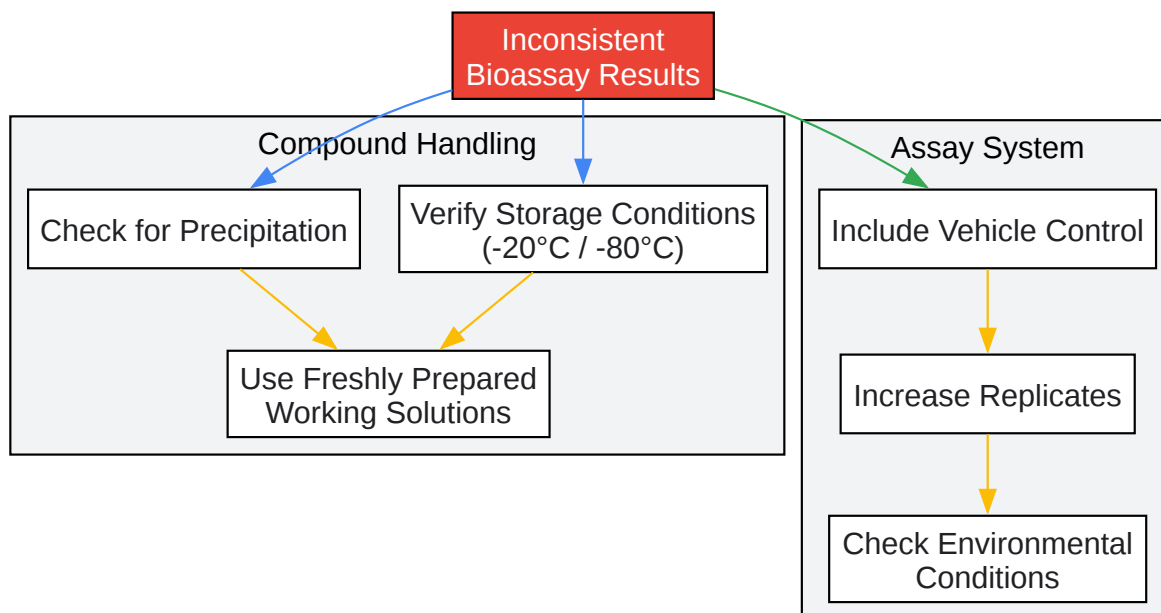 Inconsistent
Bioassay Results
Compound Handling
Assay System
Check for Precipitation
Verify Storage Conditions
(-20°C / -80°C)
Include Vehicle Control
Use Freshly Prepared
Working Solutions
Increase Replicates
Check Environmental
Conditions